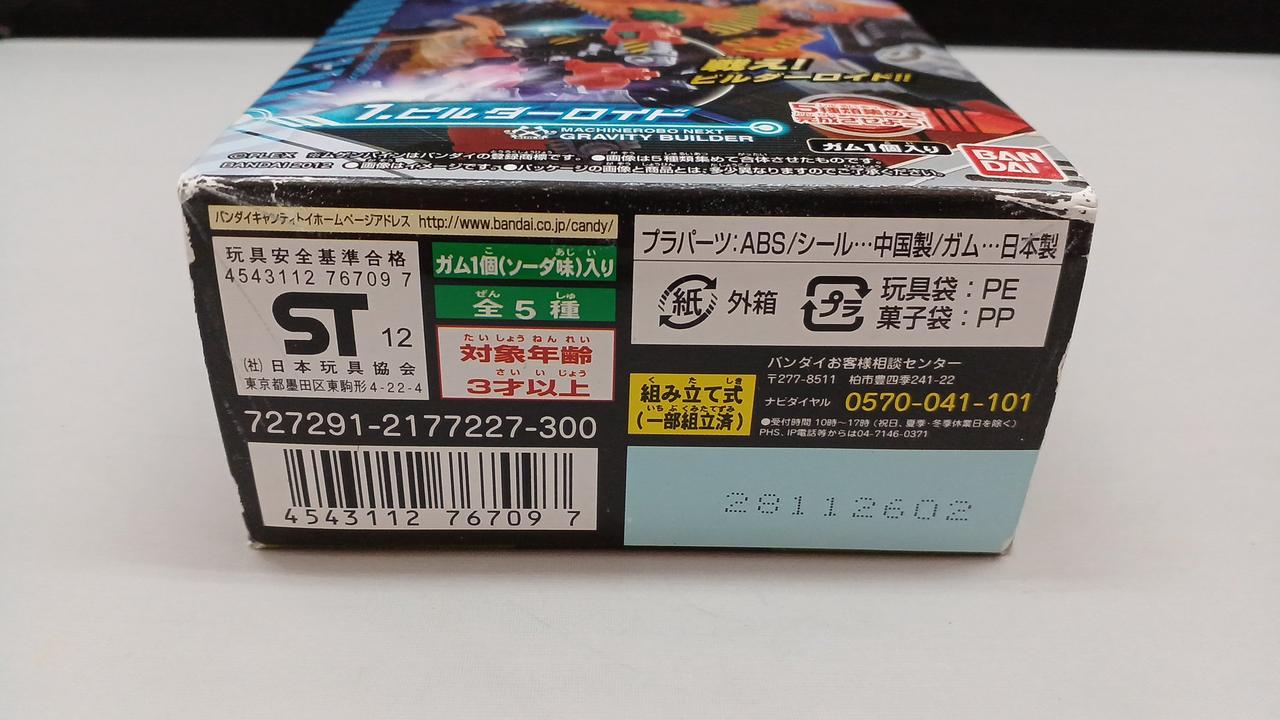 戦え!
ビルダーロイド!!
1.ビルダーロイド
MACHINEROBO NEXT
GRAVITY BUILDER
ガム1個入り
BAN
DAI
●画像は5種類集めて合体させたものです。
●画像はイメージです。●パッケージの画像と商品とは、多少異なりますのでご了承ください。
バンダイキャンディトイホームページアドレス http://www.bandai.co.jp/candy/
玩具安全基準合格
4543112 76709 7
ST 12
(社)日本玩具協会
東京都墨田区東駒形4-22-4
ガム1個(ソーダ味)入り
全5種
対象年齢
3才以上
727291-2177227-300
4543112 76709 7
プラパーツ:ABS/シール…中国製/ガム…日本製
紙 外箱
プラ 玩具袋:PE
菓子袋:PP
組み立て式
(一部組立済)
バンダイお客様相談センター
〒277-8511 柏市豊四季241-22
ナビダイヤル 0570-041-101
●受付時間 10時~17時(祝日、夏季・冬季休業日を除く)
PHS、IP電話等からは04-7146-0371
28112602